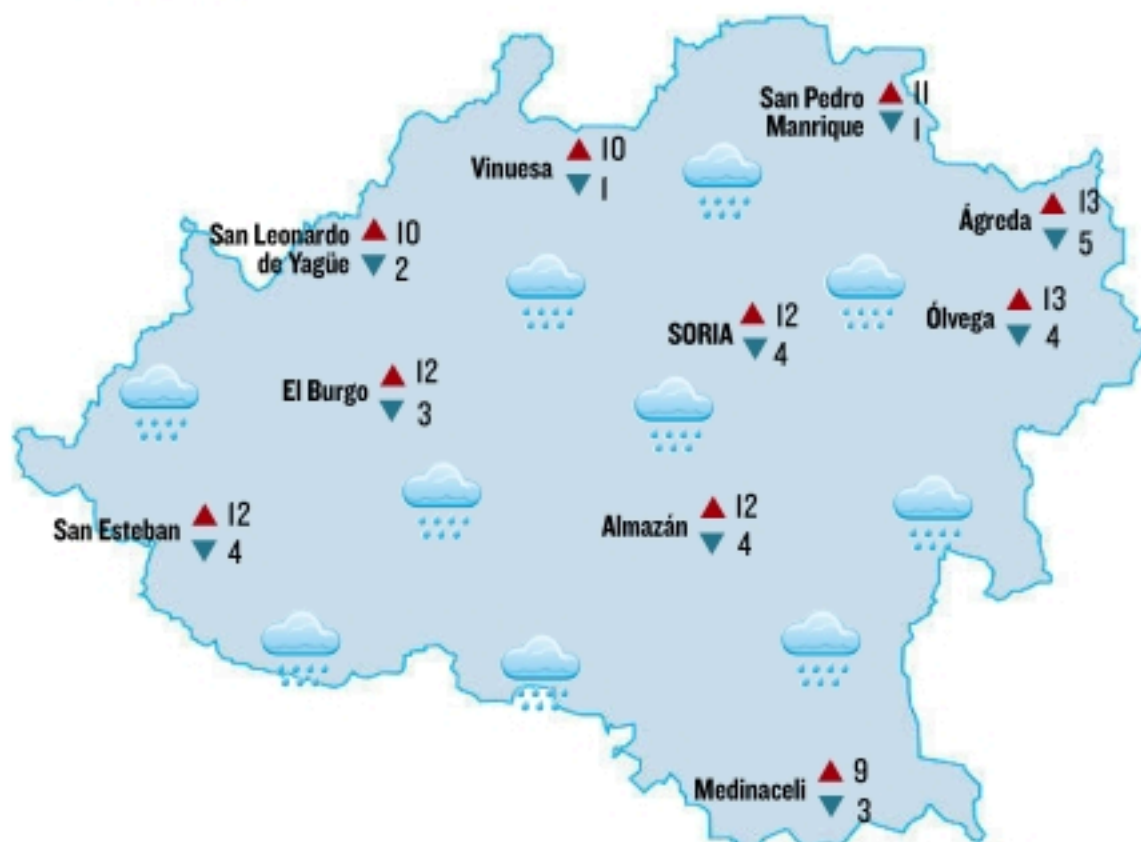 San Pedro
Manrique
11
1
Vinuesa
10
1
Ágreda
13
5
San Leonardo
de Yagüe
10
2
Ólvega
13
4
SORIA
12
4
El Burgo
12
3
San Esteban
12
4
Almazán
12
4
Medinaceli
9
3